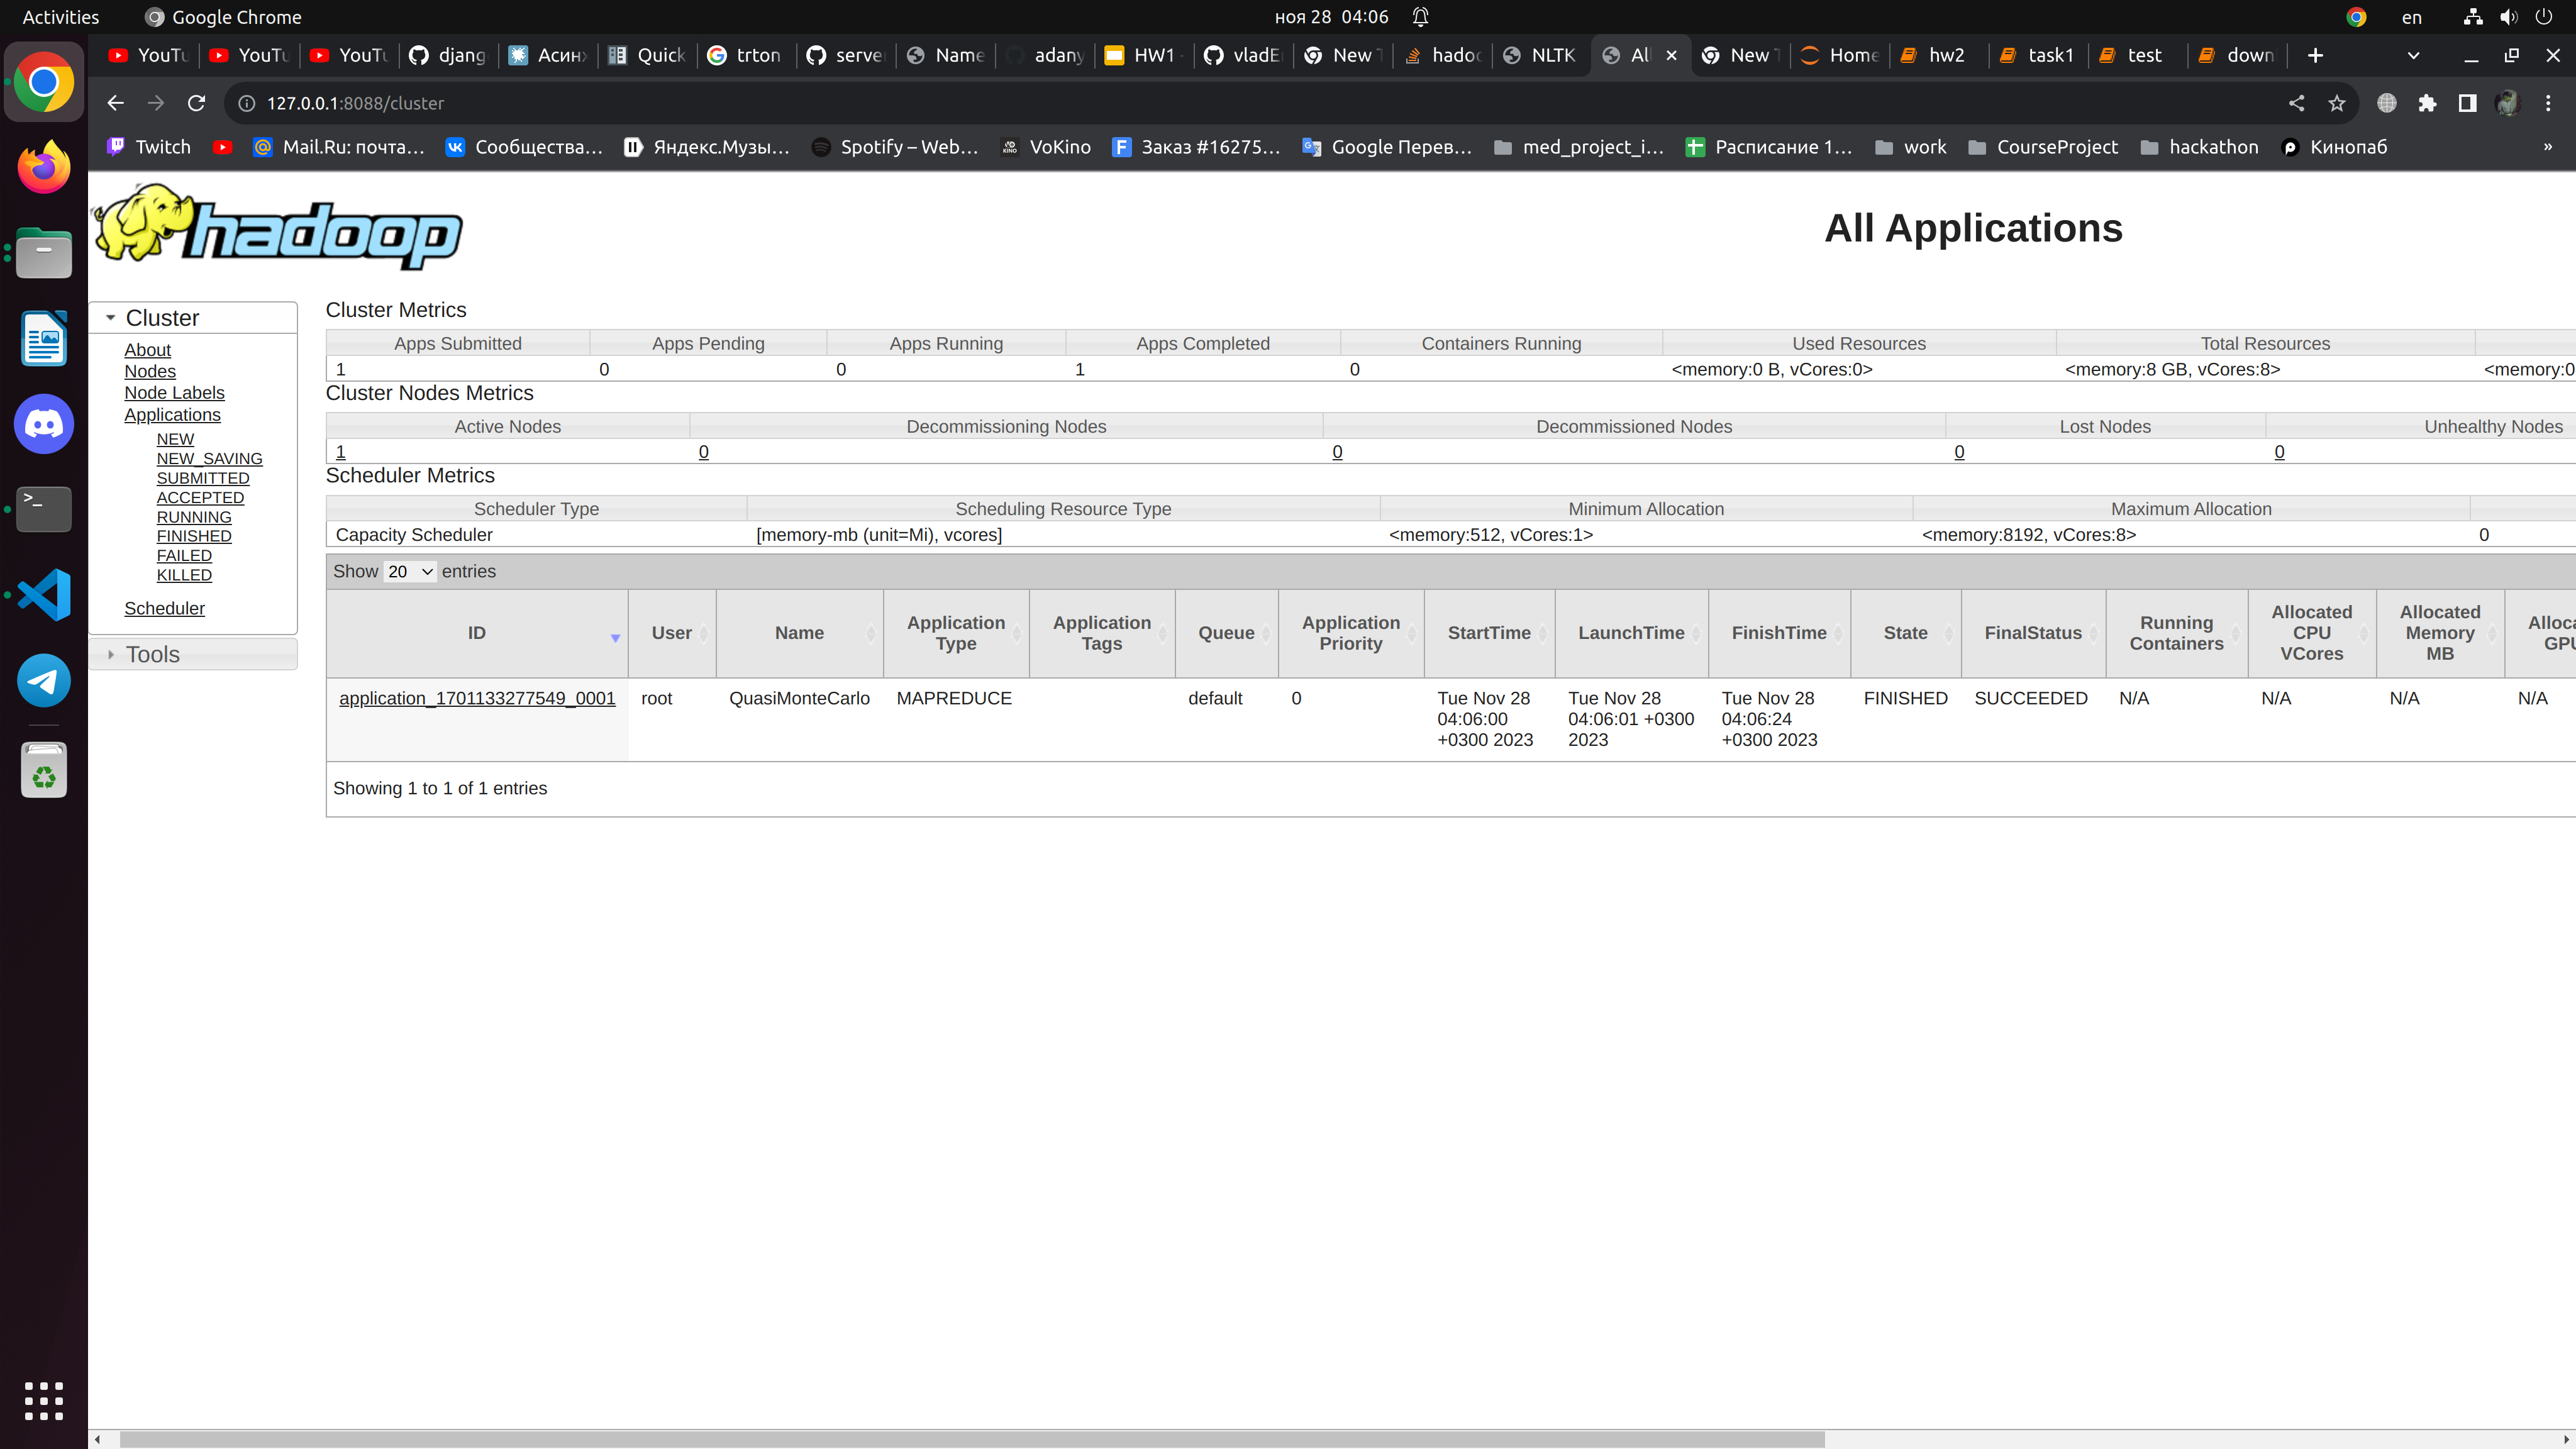 Activities Google Chrome ноя 28 04:06 en
YouTu YouTu YouTu djang Асинх Quick trton server Name adany HW1 - vladE New T hadoo NLTK All New T Home hw2 task1 test down
127.0.0.1:8088/cluster
Twitch Mail.Ru: почта… Сообщества… Яндекс.Музы… Spotify – Web… VoKino Заказ #16275… Google Перев… med_project_i… Расписание 1… work CourseProject hackathon Кинопаб »
hadoop
All Applications
Cluster
About
Nodes
Node Labels
Applications
NEW
NEW_SAVING
SUBMITTED
ACCEPTED
RUNNING
FINISHED
FAILED
KILLED
Scheduler
Tools
Cluster Metrics
Apps Submitted Apps Pending Apps Running Apps Completed Containers Running Used Resources Total Resources
1 0 0 1 0 <memory:0 B, vCores:0> <memory:8 GB, vCores:8> <memory:0
Cluster Nodes Metrics
Active Nodes Decommissioning Nodes Decommissioned Nodes Lost Nodes Unhealthy Nodes
1 0 0 0 0
Scheduler Metrics
Scheduler Type Scheduling Resource Type Minimum Allocation Maximum Allocation
Capacity Scheduler [memory-mb (unit=Mi), vcores] <memory:512, vCores:1> <memory:8192, vCores:8> 0
Show 20 entries
ID User Name Application Type Application Tags Queue Application Priority StartTime LaunchTime FinishTime State FinalStatus Running Containers Allocated CPU VCores Allocated Memory MB Alloca GPU
application_1701133277549_0001 root QuasiMonteCarlo MAPREDUCE default 0 Tue Nov 28 04:06:00 +0300 2023 Tue Nov 28 04:06:01 +0300 2023 Tue Nov 28 04:06:24 +0300 2023 FINISHED SUCCEEDED N/A N/A N/A N/A
Showing 1 to 1 of 1 entries